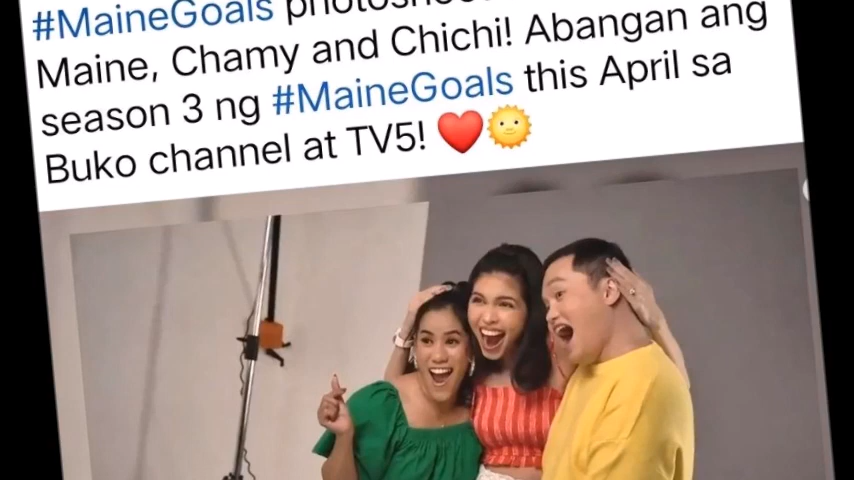 #MaineGoals
Maine, Chamy and Chichi! Abangan ang
season 3 ng #MaineGoals this April sa
Buko channel at TV5! ❤️🌞